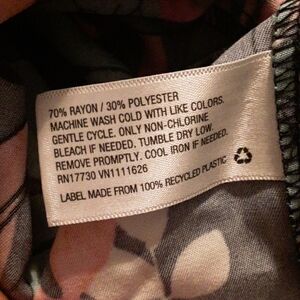 70% RAYON / 30% POLYESTER
MACHINE WASH COLD WITH LIKE COLORS.
GENTLE CYCLE. ONLY NON-CHLORINE
BLEACH IF NEEDED. TUMBLE DRY LOW.
REMOVE PROMPTLY. COOL IRON IF NEEDED.
RN17730 VN1111626
LABEL MADE FROM 100% RECYCLED PLASTIC